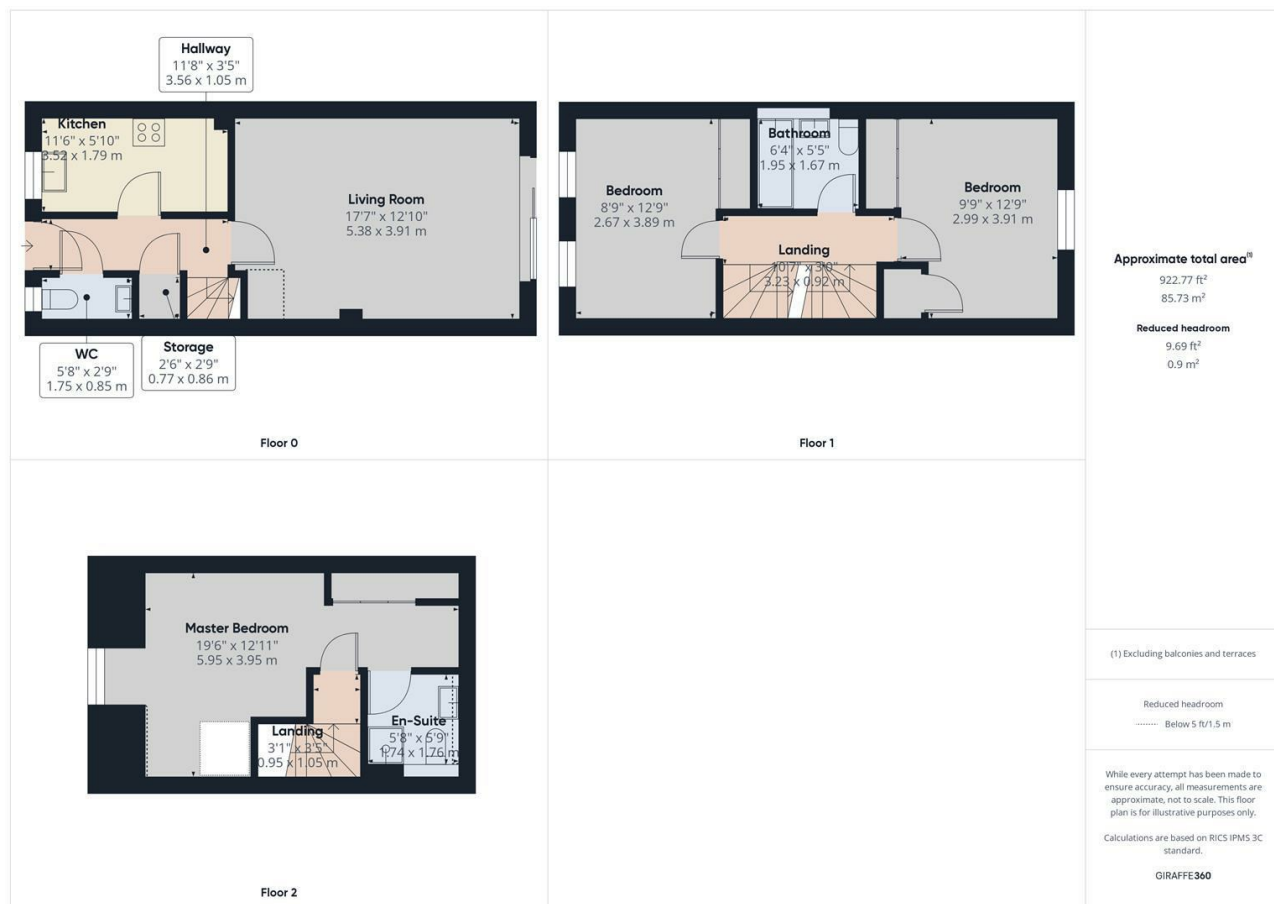 Hallway
11'8" x 3'5"
3.56 x 1.05 m
Kitchen
11'6" x 5'10"
3.52 x 1.79 m
Living Room
17'7" x 12'10"
5.38 x 3.91 m
WC
5'8" x 2'9"
1.75 x 0.85 m
Storage
2'6" x 2'9"
0.77 x 0.86 m
Floor 0
Bathroom
6'4" x 5'5"
1.95 x 1.67 m
Bedroom
8'9" x 12'9"
2.67 x 3.89 m
Bedroom
9'9" x 12'9"
2.99 x 3.91 m
Landing
10'7" x 3'0"
3.23 x 0.92 m
Floor 1
Master Bedroom
19'6" x 12'11"
5.95 x 3.95 m
Landing
3'1" x 3'5"
0.95 x 1.05 m
En-Suite
5'8" x 5'9"
1.74 x 1.76 m
Floor 2
Approximate total area(1)
922.77 ft²
85.73 m²
Reduced headroom
9.69 ft²
0.9 m²
(1) Excluding balconies and terraces
Reduced headroom
Below 5 ft/1.5 m
While every attempt has been made to
ensure accuracy, all measurements are
approximate, not to scale. This floor
plan is for illustrative purposes only.
Calculations are based on RICS IPMS 3C
standard.
GIRAFFE360